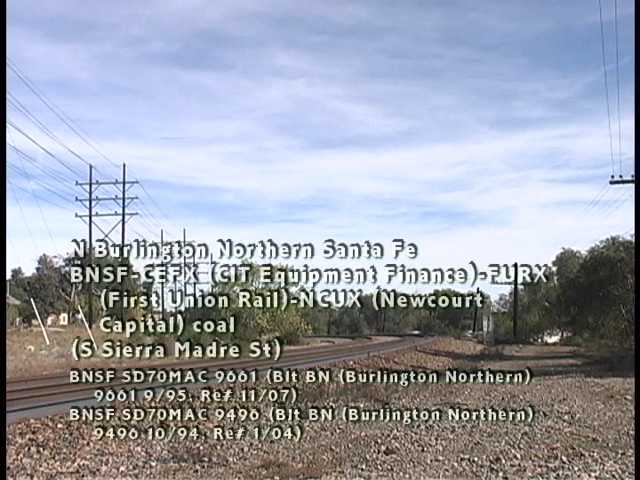 N Burlington Northern Santa Fe
BNSF-CEFX (CIT Equipment Finance)-FURX
(First Union Rail)-NCUX (Newcourt
Capital) coal
(S Sierra Madre St)
BNSF SD70MAC 9661 (Blt BN (Burlington Northern)
9661 9/95, Re# 11/07)
BNSF SD70MAC 9496 (Blt BN (Burlington Northern)
9496 10/94, Re# 1/04)